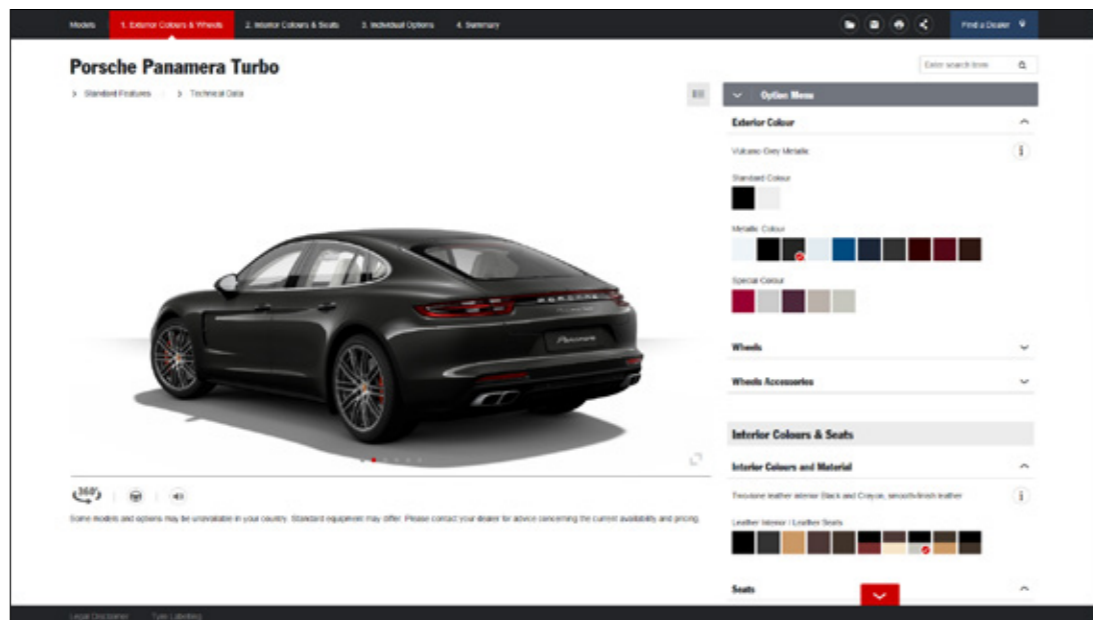 Models 1. Exterior Colours & Wheels 2. Interior Colours & Seats 3. Individual Options 4. Summary Find a Dealer
Porsche Panamera Turbo
Enter search term
Standard Features Technical Data
Option Menu
Exterior Colour
Volcano Grey Metallic
Standard Colour
Metallic Colour
Special Colour
PORSCHE
Panamera
Wheels
Wheels Accessories
Interior Colours & Seats
Interior Colours and Material
360°
Two-tone leather interior Black and Crayon, smooth-finish leather
Some models and options may be unavailable in your country. Standard equipment may differ. Please contact your dealer for advice concerning the current availability and pricing.
Leather Interior / Leather Seats
Seats
Legal Disclaimer Tyre Labelling